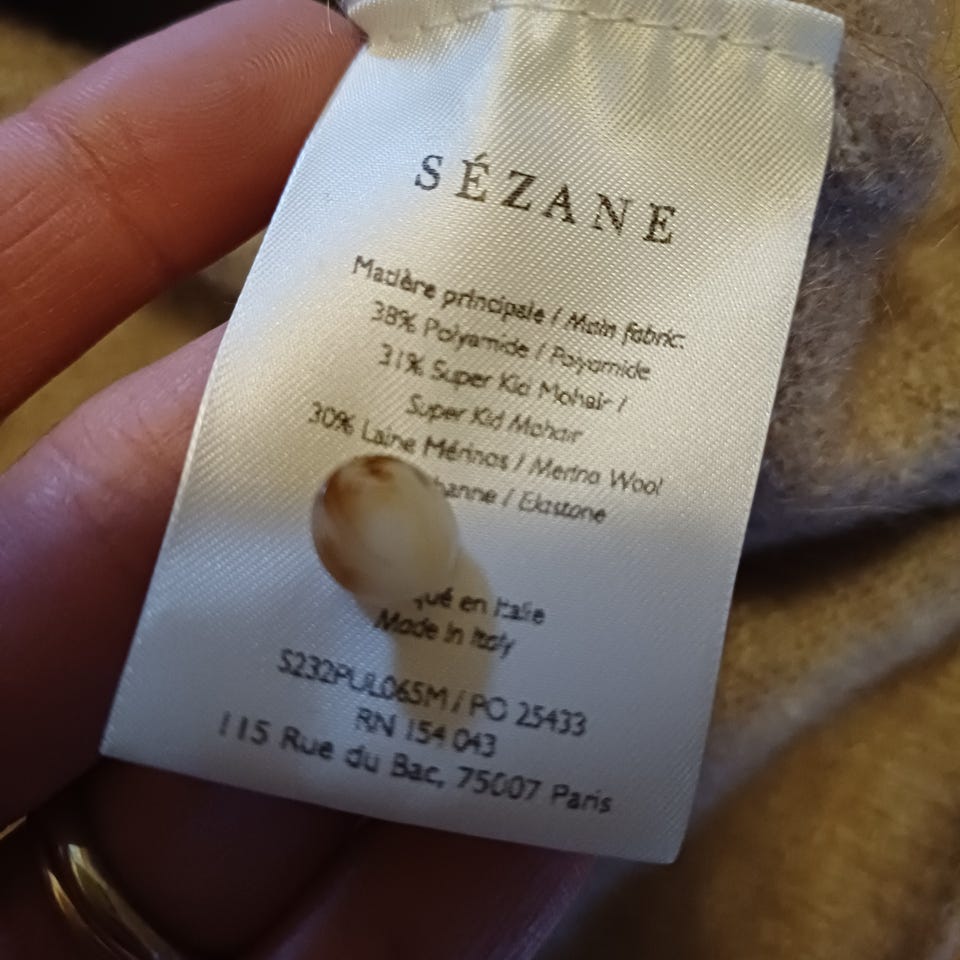 SÉZANE
Matière principale / Main fabric:
38% Polyamide / Polyamide
31% Super Kid Mohair /
Super Kid Mohair
30% Laine Mérinos / Merino Wool
/ Elastane
en Italie
Made in Italy
S232PUL065M / PO 25433
RN 154 043
115 Rue du Bac, 75007 Paris